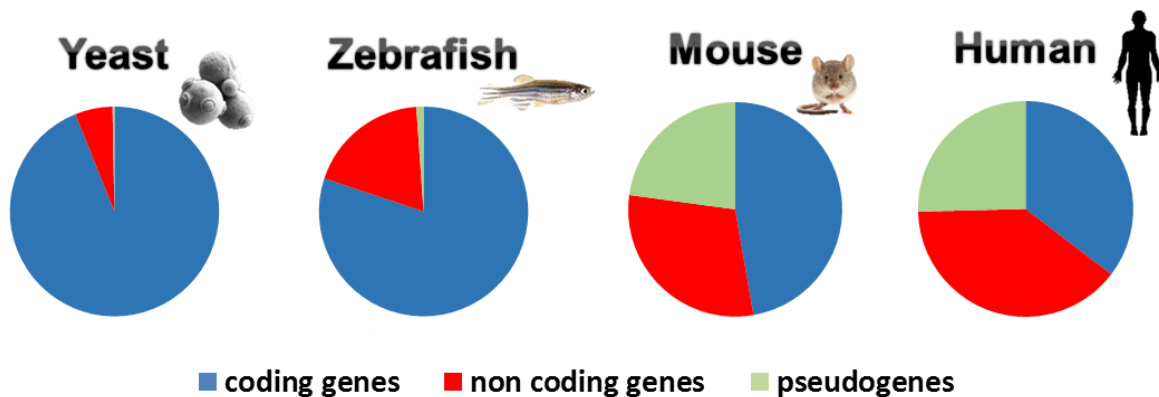 Yeast Zebrafish Mouse Human
coding genes non coding genes pseudogenes